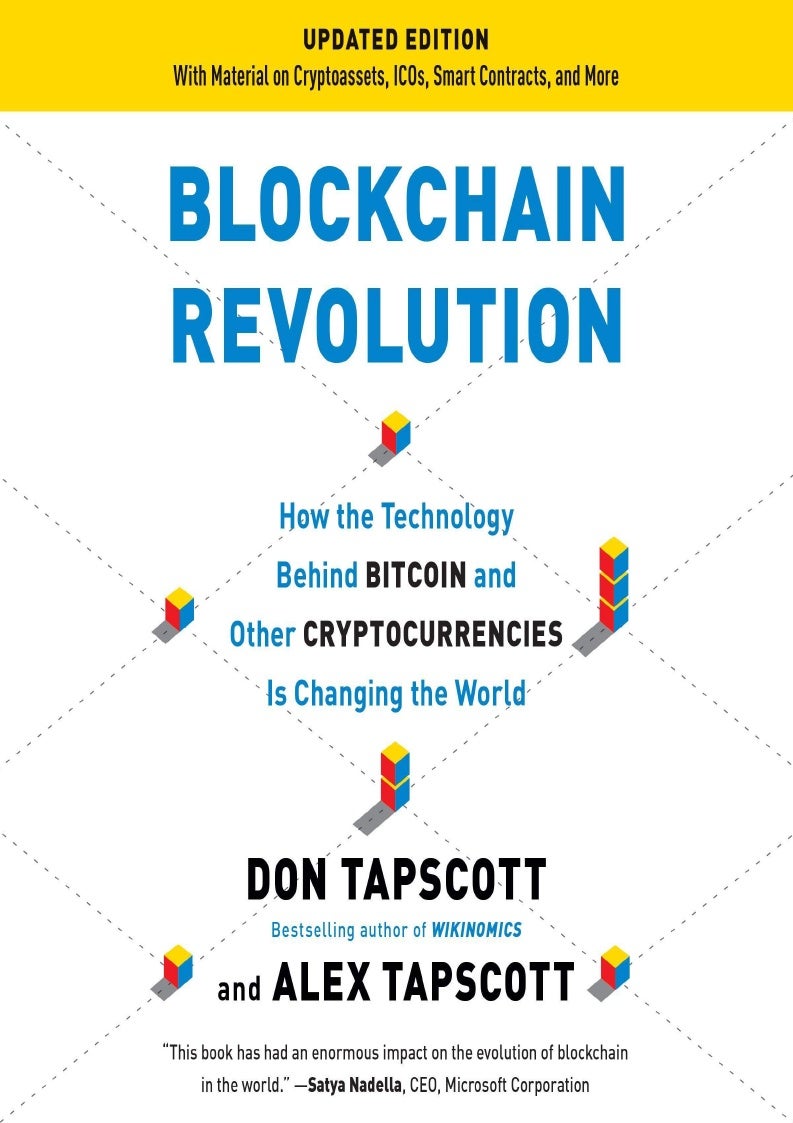 UPDATED EDITION
With Material on Cryptoassets, ICOs, Smart Contracts, and More
BLOCKCHAIN
REVOLUTION
How the Technology
Behind BITCOIN and
Other CRYPTOCURRENCIES
Is Changing the World
DON TAPSCOTT
Bestselling author of WIKINOMICS
and ALEX TAPSCOTT
“This book has had an enormous impact on the evolution of blockchain
in the world.” —Satya Nadella, CEO, Microsoft Corporation